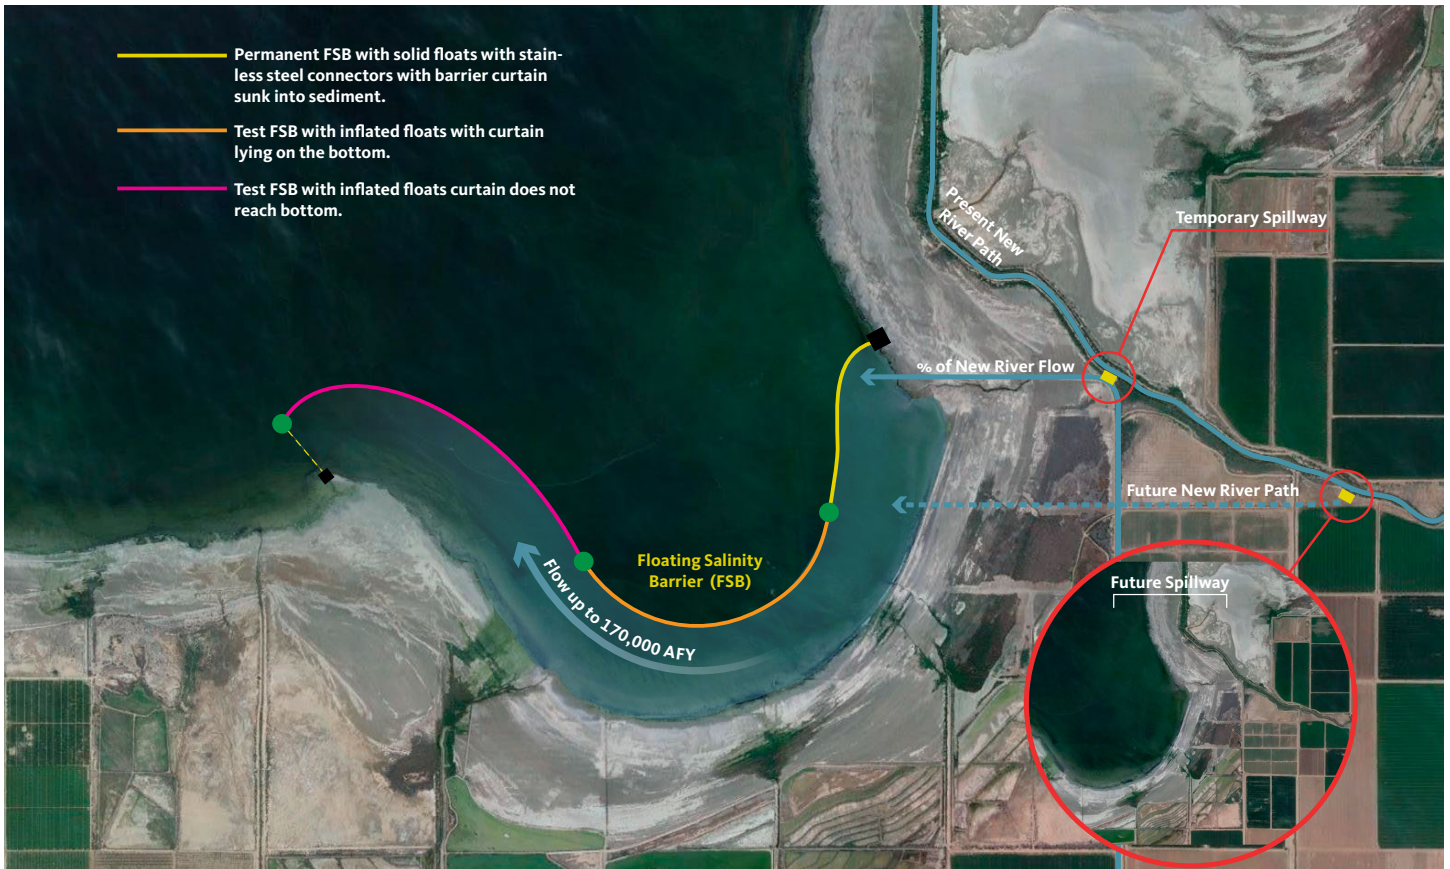 Permanent FSB with solid floats with stain-
less steel connectors with barrier curtain
sunk into sediment.
Test FSB with inflated floats with curtain
lying on the bottom.
Test FSB with inflated floats curtain does not
reach bottom.
Present New
River Path
Temporary Spillway
% of New River Flow
Future New River Path
Floating Salinity
Barrier (FSB)
Flow up to 170,000 AFY
Future Spillway